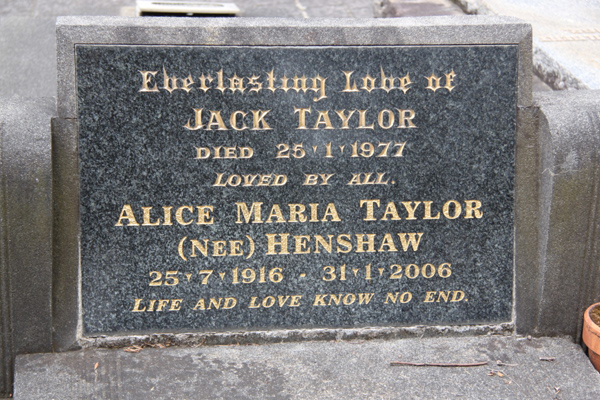 Everlasting Love of
JACK TAYLOR
DIED 25·1·1977
LOVED BY ALL.
ALICE MARIA TAYLOR
(NEE) HENSHAW
25·7·1916 - 31·1·2006
LIFE AND LOVE KNOW NO END.